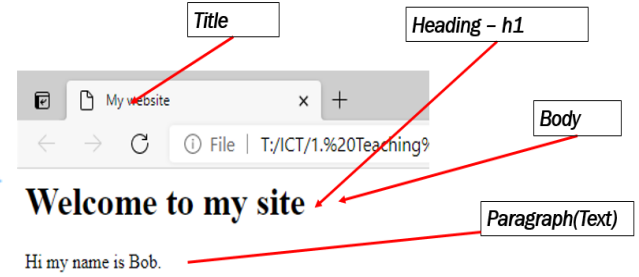 Title
Heading – h1
My website
Body
File
T:/ICT/1.%20Teaching%
Welcome to my site
Paragraph(Text)
Hi my name is Bob.